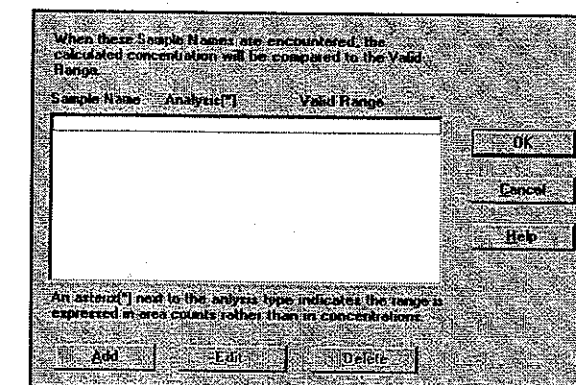 When these Sample Names are encountered, the
calculated concentration will be compared to the Valid
Range.
Sample Name Analysis[*] Valid Range
OK
Cancel
Help
An asterix[*] next to the anlysis type indicates the range is
expressed in area counts rather than in concentrations.
Add Edit Delete